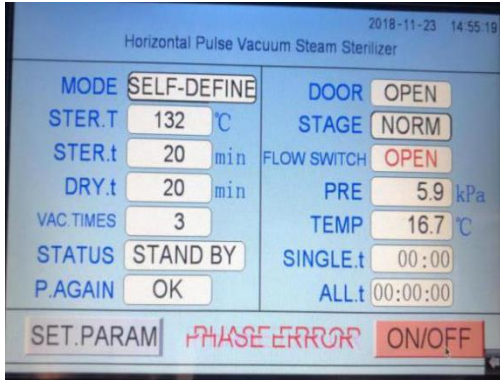 2018-11-23 14:55:19
Horizontal Pulse Vacuum Steam Sterilizer
MODE SELF-DEFINE
STER.T 132 ℃
STER.t 20 min
DRY.t 20 min
VAC.TIMES 3
STATUS STAND BY
P.AGAIN OK
DOOR OPEN
STAGE NORM
FLOW SWITCH OPEN
PRE 5.9 kPa
TEMP 16.7 ℃
SINGLE.t 00:00
ALL.t 00:00:00
SET.PARAM PHASE ERROR ON/OFF